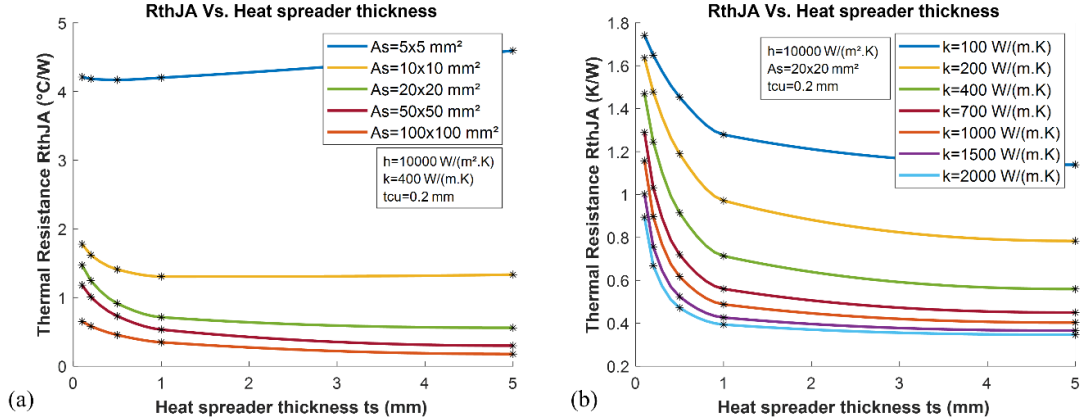 RthJA Vs. Heat spreader thickness
Thermal Resistance RthJA (°C/W)
5
4
3
2
1
0
As=5x5 mm²
As=10x10 mm²
As=20x20 mm²
As=50x50 mm²
As=100x100 mm²
h=10000 W/(m².K)
k=400 W/(m.K)
tcu=0.2 mm
0 1 2 3 4 5
Heat spreader thickness ts (mm)
(a)
RthJA Vs. Heat spreader thickness
Thermal Resistance RthJA (K/W)
1.8
1.6
1.4
1.2
1
0.8
0.6
0.4
0.2
h=10000 W/(m².K)
As=20x20 mm²
tcu=0.2 mm
k=100 W/(m.K)
k=200 W/(m.K)
k=400 W/(m.K)
k=700 W/(m.K)
k=1000 W/(m.K)
k=1500 W/(m.K)
k=2000 W/(m.K)
0 1 2 3 4 5
Heat spreader thickness ts (mm)
(b)